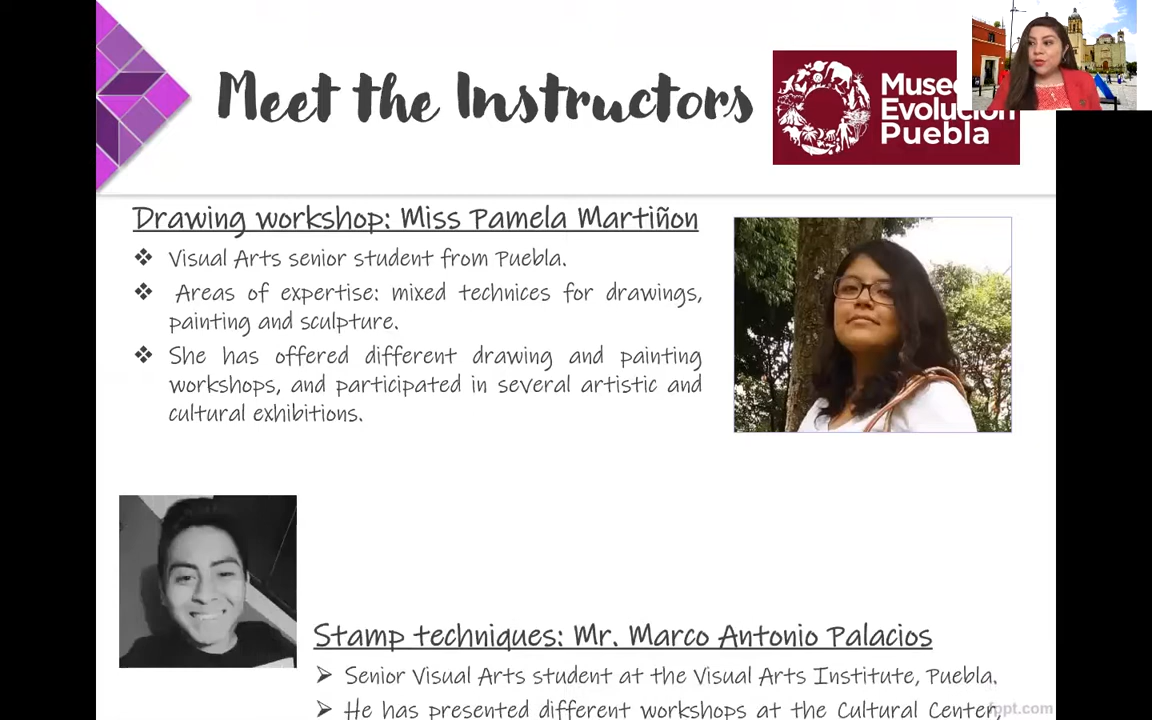 Meet the Instructors
Museo
Evolución
Puebla
Drawing workshop: Miss Pamela Martiñon
❖ Visual Arts senior student from Puebla.
❖ Areas of expertise: mixed technices for drawings,
painting and sculpture.
❖ She has offered different drawing and painting
workshops, and participated in several artistic and
cultural exhibitions.
Stamp techniques: Mr. Marco Antonio Palacios
➢ Senior Visual Arts student at the Visual Arts Institute, Puebla.
➢ He has presented different workshops at the Cultural Center,
fppt.com